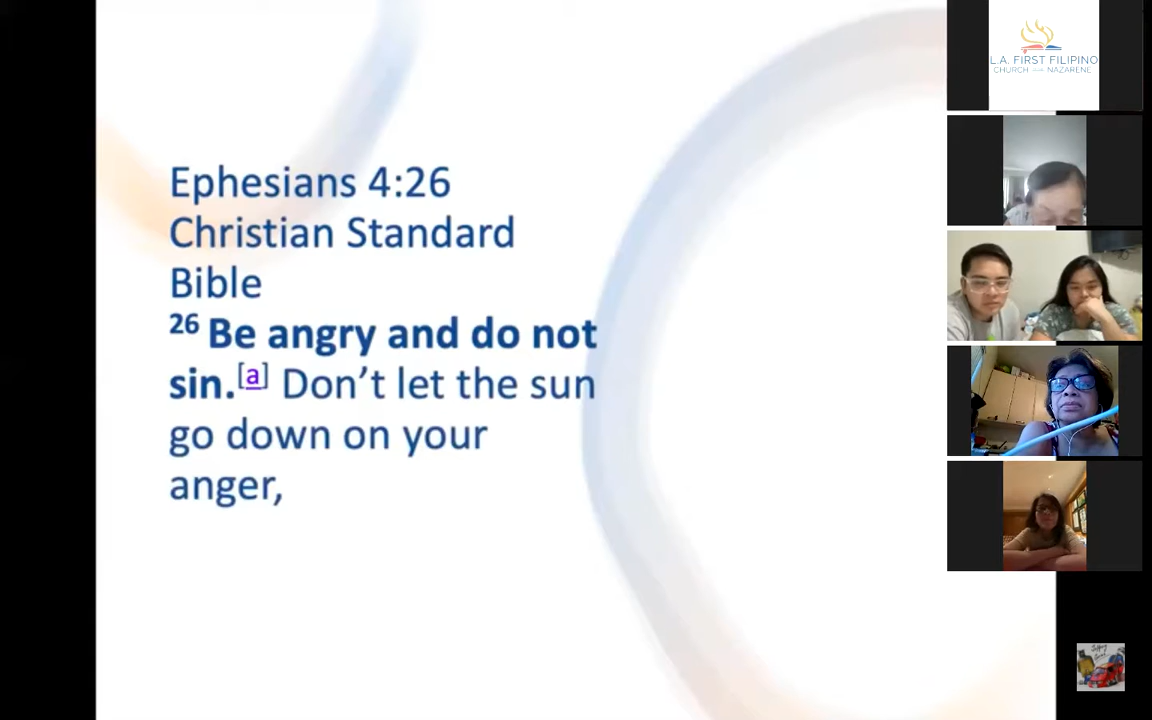 Ephesians 4:26
Christian Standard
Bible
26 Be angry and do not
sin.[a] Don’t let the sun
go down on your
anger,
L.A. FIRST FILIPINO
CHURCH OF THE NAZARENE